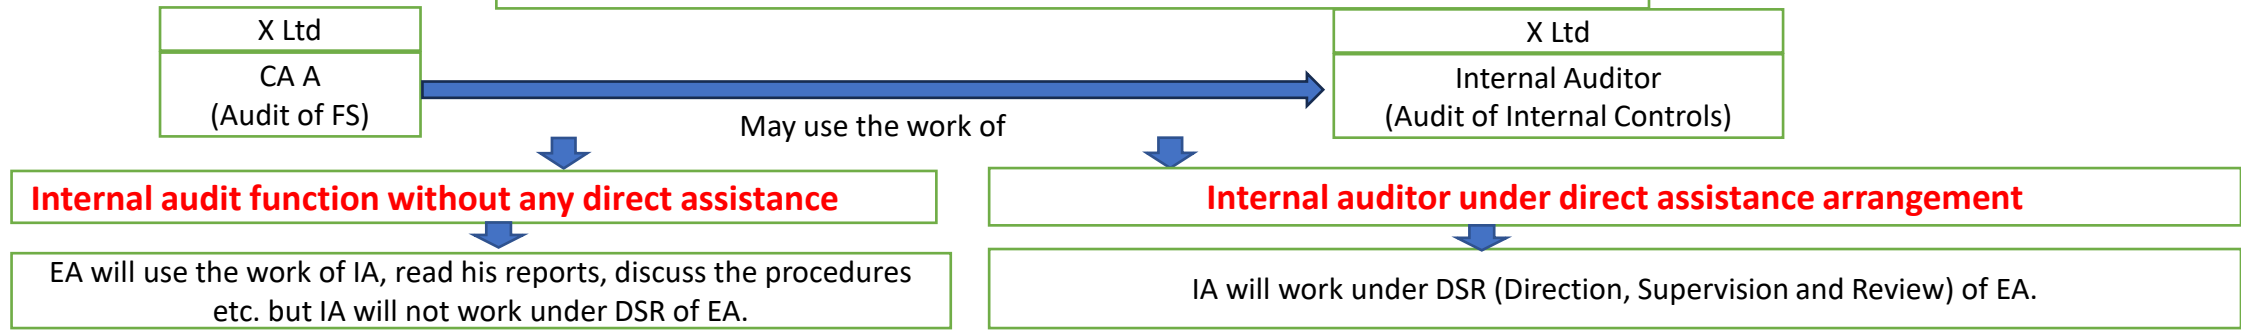 X Ltd
CA A
(Audit of FS)
X Ltd
Internal Auditor
(Audit of Internal Controls)
May use the work of
Internal audit function without any direct assistance
Internal auditor under direct assistance arrangement
EA will use the work of IA, read his reports, discuss the procedures
etc. but IA will not work under DSR of EA.
IA will work under DSR (Direction, Supervision and Review) of EA.